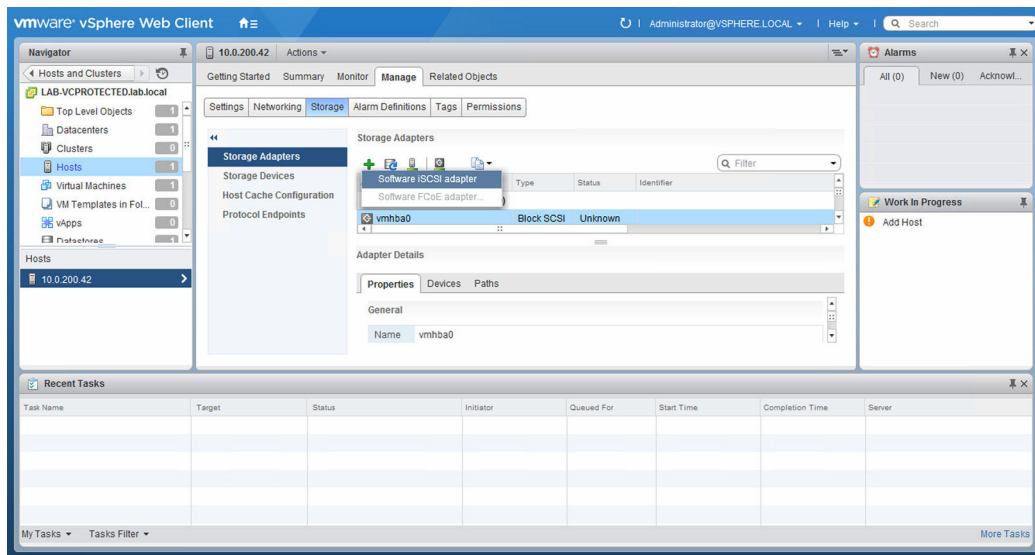 vmware® vSphere Web Client
Administrator@VSPHERE.LOCAL
Help
Search
Navigator
Hosts and Clusters
LAB-VCPROTECTED.lab.local
Top Level Objects 1
Datacenters 1
Clusters 0
Hosts 1
Virtual Machines 1
VM Templates in Fol... 0
vApps 0
Datastores 1
Hosts
10.0.200.42
10.0.200.42 Actions
Getting Started Summary Monitor Manage Related Objects
Settings Networking Storage Alarm Definitions Tags Permissions
Storage Adapters
Storage Devices
Host Cache Configuration
Protocol Endpoints
Storage Adapters
Filter
Software iSCSI adapter
Software FCoE adapter...
Type Status Identifier
vmhba0 Block SCSI Unknown
Adapter Details
Properties Devices Paths
General
Name vmhba0
Alarms
All (0) New (0) Acknowl...
Work In Progress
Add Host
Recent Tasks
Task Name Target Status Initiator Queued For Start Time Completion Time Server
My Tasks Tasks Filter More Tasks